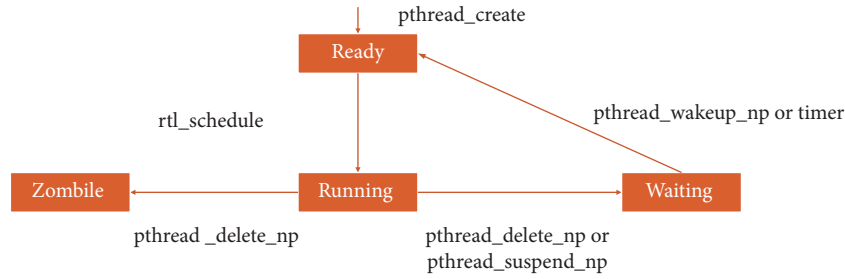 pthread_create
Ready
rtl_schedule
pthread_wakeup_np or timer
Zombile
Running
Waiting
pthread _delete_np
pthread_delete_np or
pthread_suspend_np